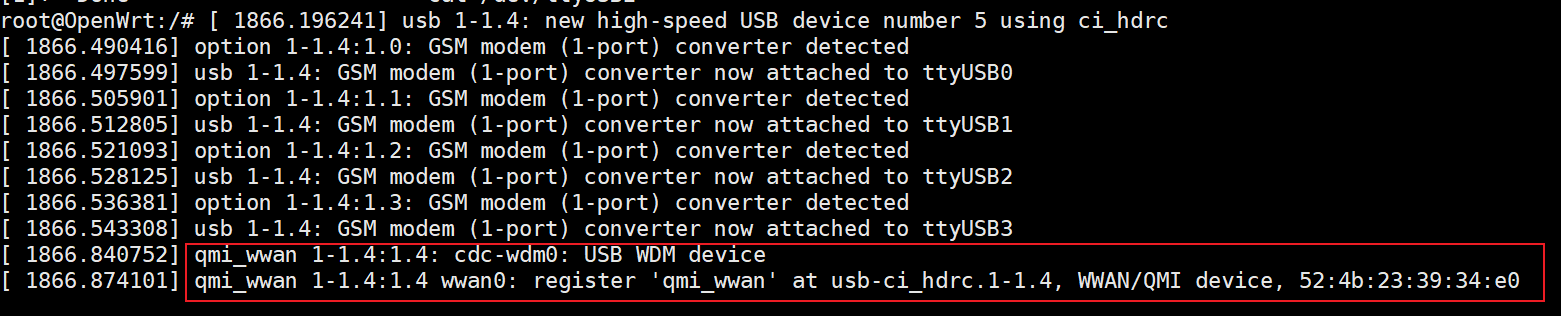 root@OpenWrt:/# [ 1866.196241] usb 1-1.4: new high-speed USB device number 5 using ci_hdrc
[ 1866.490416] option 1-1.4:1.0: GSM modem (1-port) converter detected
[ 1866.497599] usb 1-1.4: GSM modem (1-port) converter now attached to ttyUSB0
[ 1866.505901] option 1-1.4:1.1: GSM modem (1-port) converter detected
[ 1866.512805] usb 1-1.4: GSM modem (1-port) converter now attached to ttyUSB1
[ 1866.521093] option 1-1.4:1.2: GSM modem (1-port) converter detected
[ 1866.528125] usb 1-1.4: GSM modem (1-port) converter now attached to ttyUSB2
[ 1866.536381] option 1-1.4:1.3: GSM modem (1-port) converter detected
[ 1866.543308] usb 1-1.4: GSM modem (1-port) converter now attached to ttyUSB3
[ 1866.840752] qmi_wwan 1-1.4:1.4: cdc-wdm0: USB WDM device
[ 1866.874101] qmi_wwan 1-1.4:1.4 wwan0: register 'qmi_wwan' at usb-ci_hdrc.1-1.4, WWAN/QMI device, 52:4b:23:39:34:e0